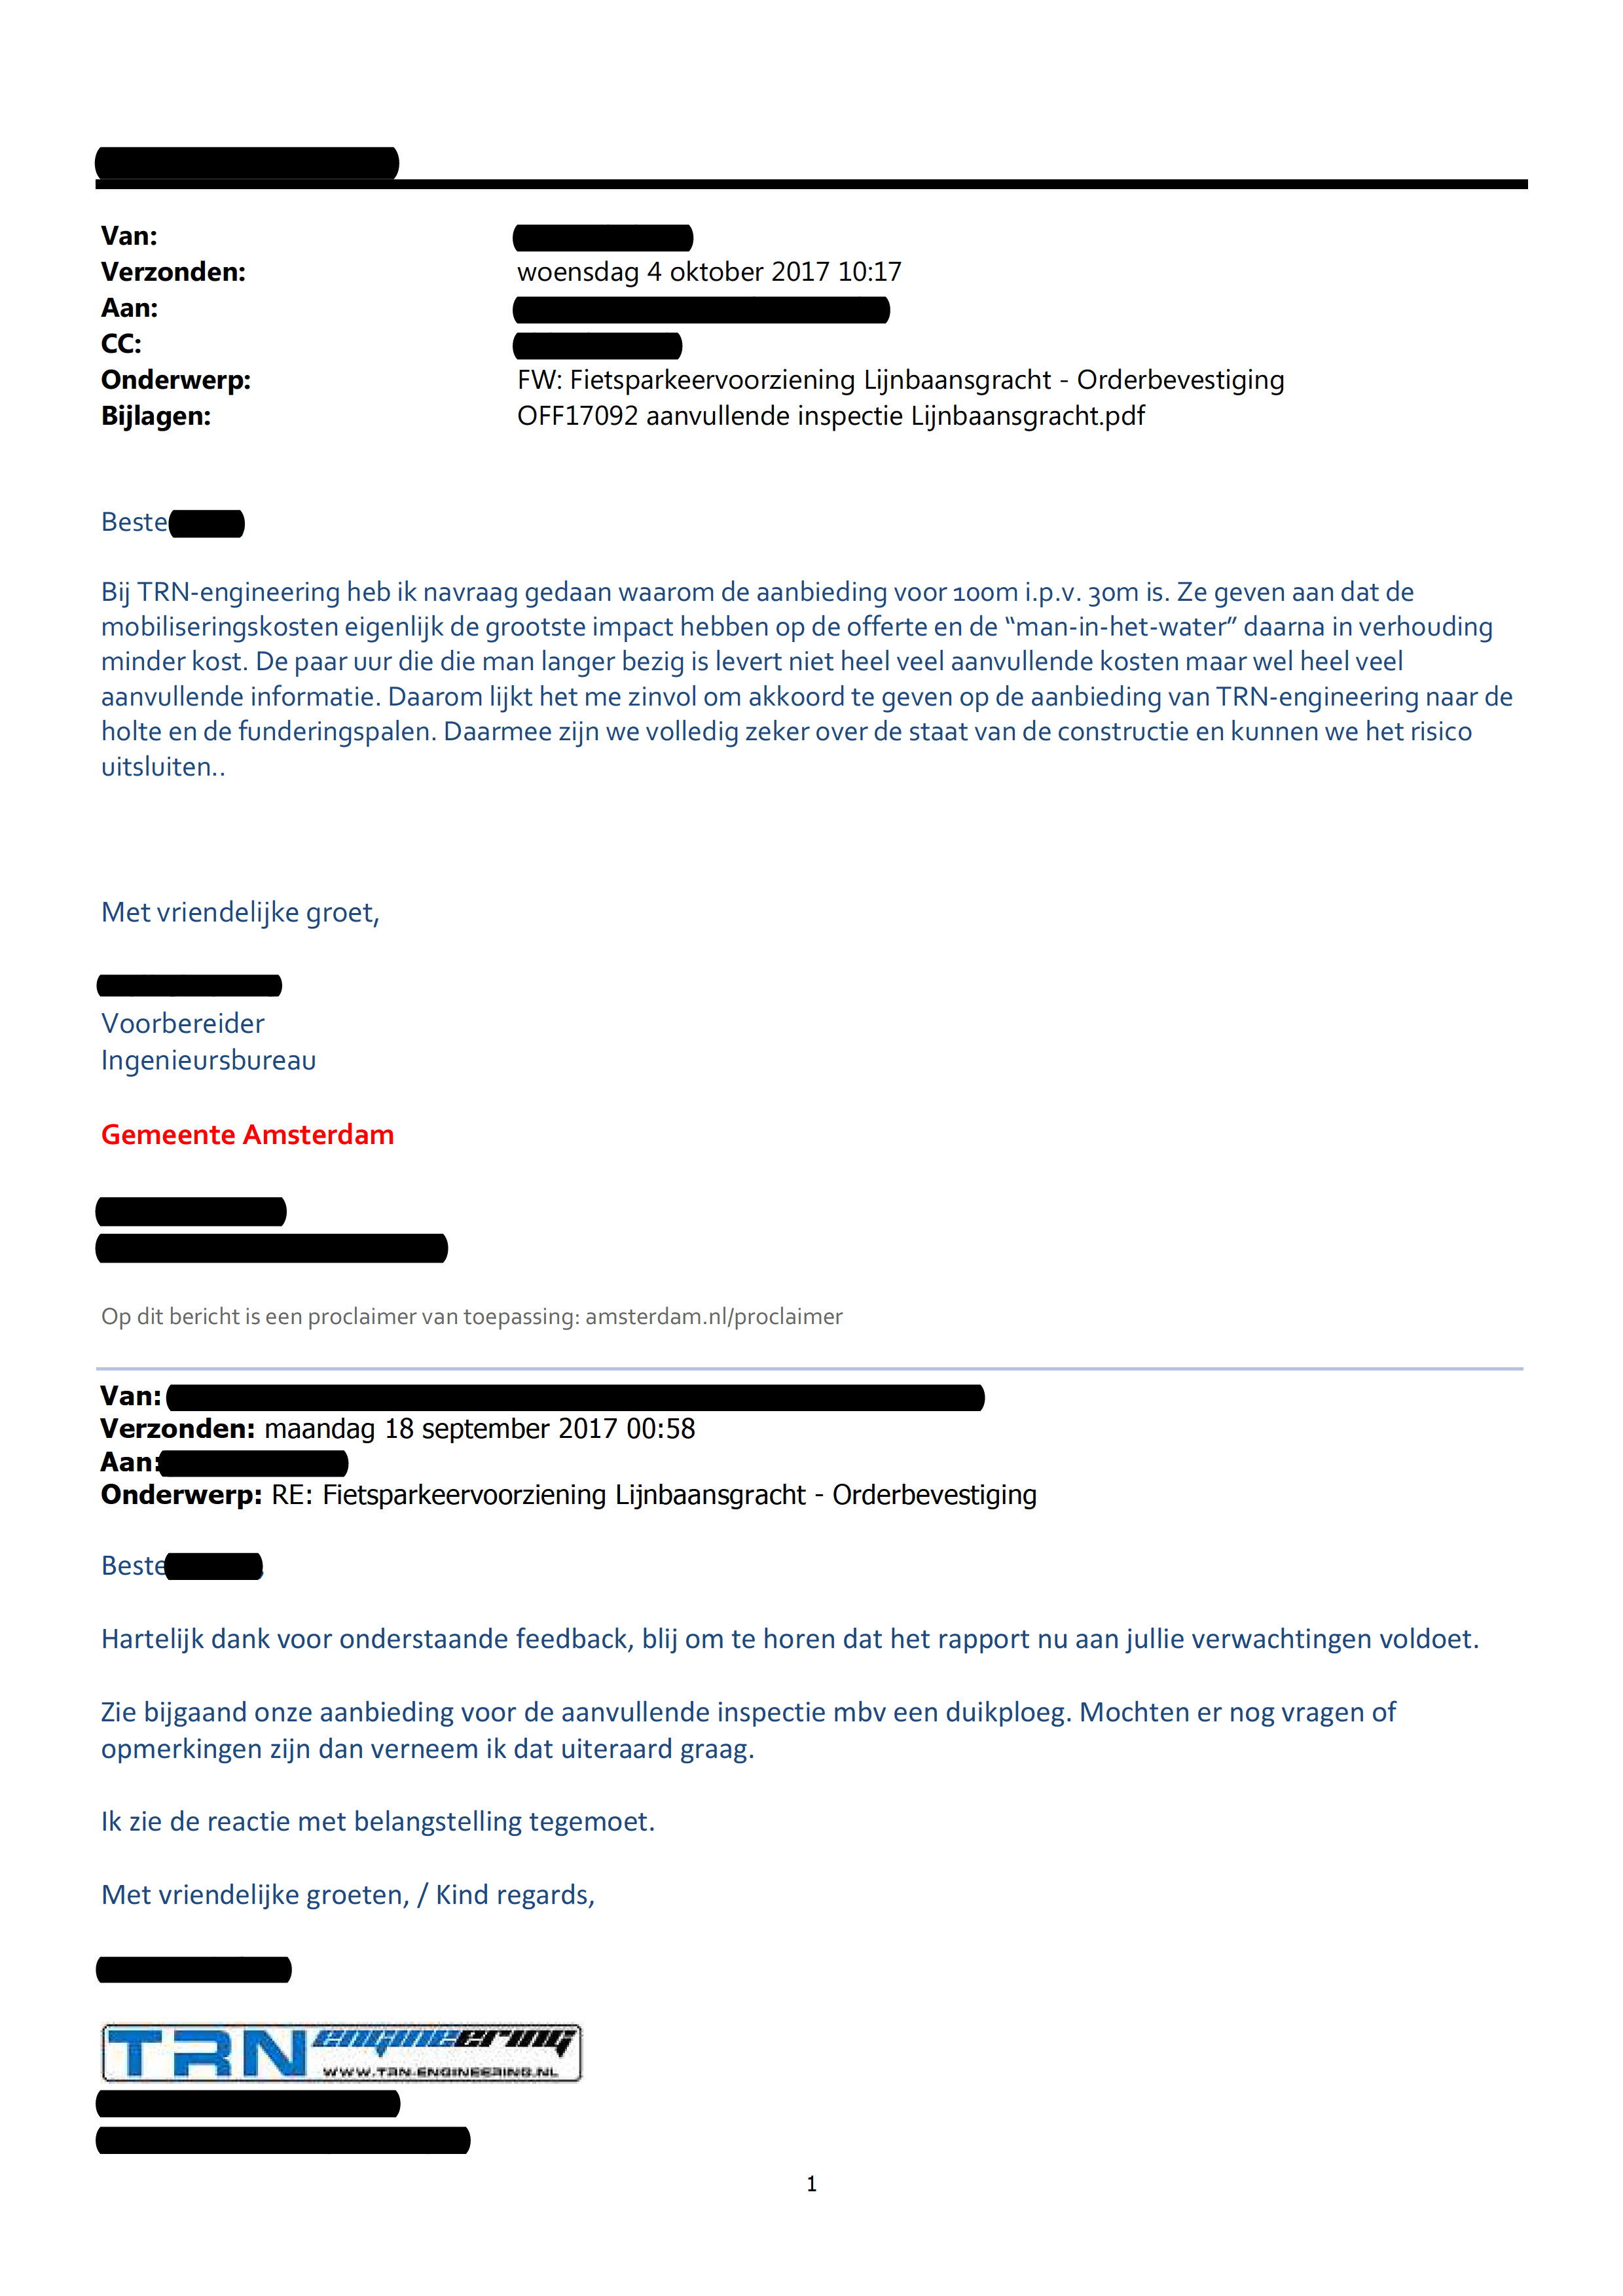 Van:
Verzonden: woensdag 4 oktober 2017 10:17
Aan:
CC:
Onderwerp: FW: Fietsparkeervoorziening Lijnbaansgracht - Orderbevestiging
Bijlagen: OFF17092 aanvullende inspectie Lijnbaansgracht.pdf
Beste
Bij TRN-engineering heb ik navraag gedaan waarom de aanbieding voor 100m i.p.v. 30m is. Ze geven aan dat de
mobiliseringskosten eigenlijk de grootste impact hebben op de offerte en de “man-in-het-water” daarna in verhouding
minder kost. De paar uur die die man langer bezig is levert niet heel veel aanvullende kosten maar wel heel veel
aanvullende informatie. Daarom lijkt het me zinvol om akkoord te geven op de aanbieding van TRN-engineering naar de
holte en de funderingspalen. Daarmee zijn we volledig zeker over de staat van de constructie en kunnen we het risico
uitsluiten..
Met vriendelijke groet,
Voorbereider
Ingenieursbureau
Gemeente Amsterdam
Op dit bericht is een proclaimer van toepassing: amsterdam.nl/proclaimer
Van:
Verzonden: maandag 18 september 2017 00:58
Aan:
Onderwerp: RE: Fietsparkeervoorziening Lijnbaansgracht - Orderbevestiging
Beste
Hartelijk dank voor onderstaande feedback, blij om te horen dat het rapport nu aan jullie verwachtingen voldoet.
Zie bijgaand onze aanbieding voor de aanvullende inspectie mbv een duikploeg. Mochten er nog vragen of
opmerkingen zijn dan verneem ik dat uiteraard graag.
Ik zie de reactie met belangstelling tegemoet.
Met vriendelijke groeten, / Kind regards,
TRN engineering
WWW.TRN-ENGINEERING.NL
1